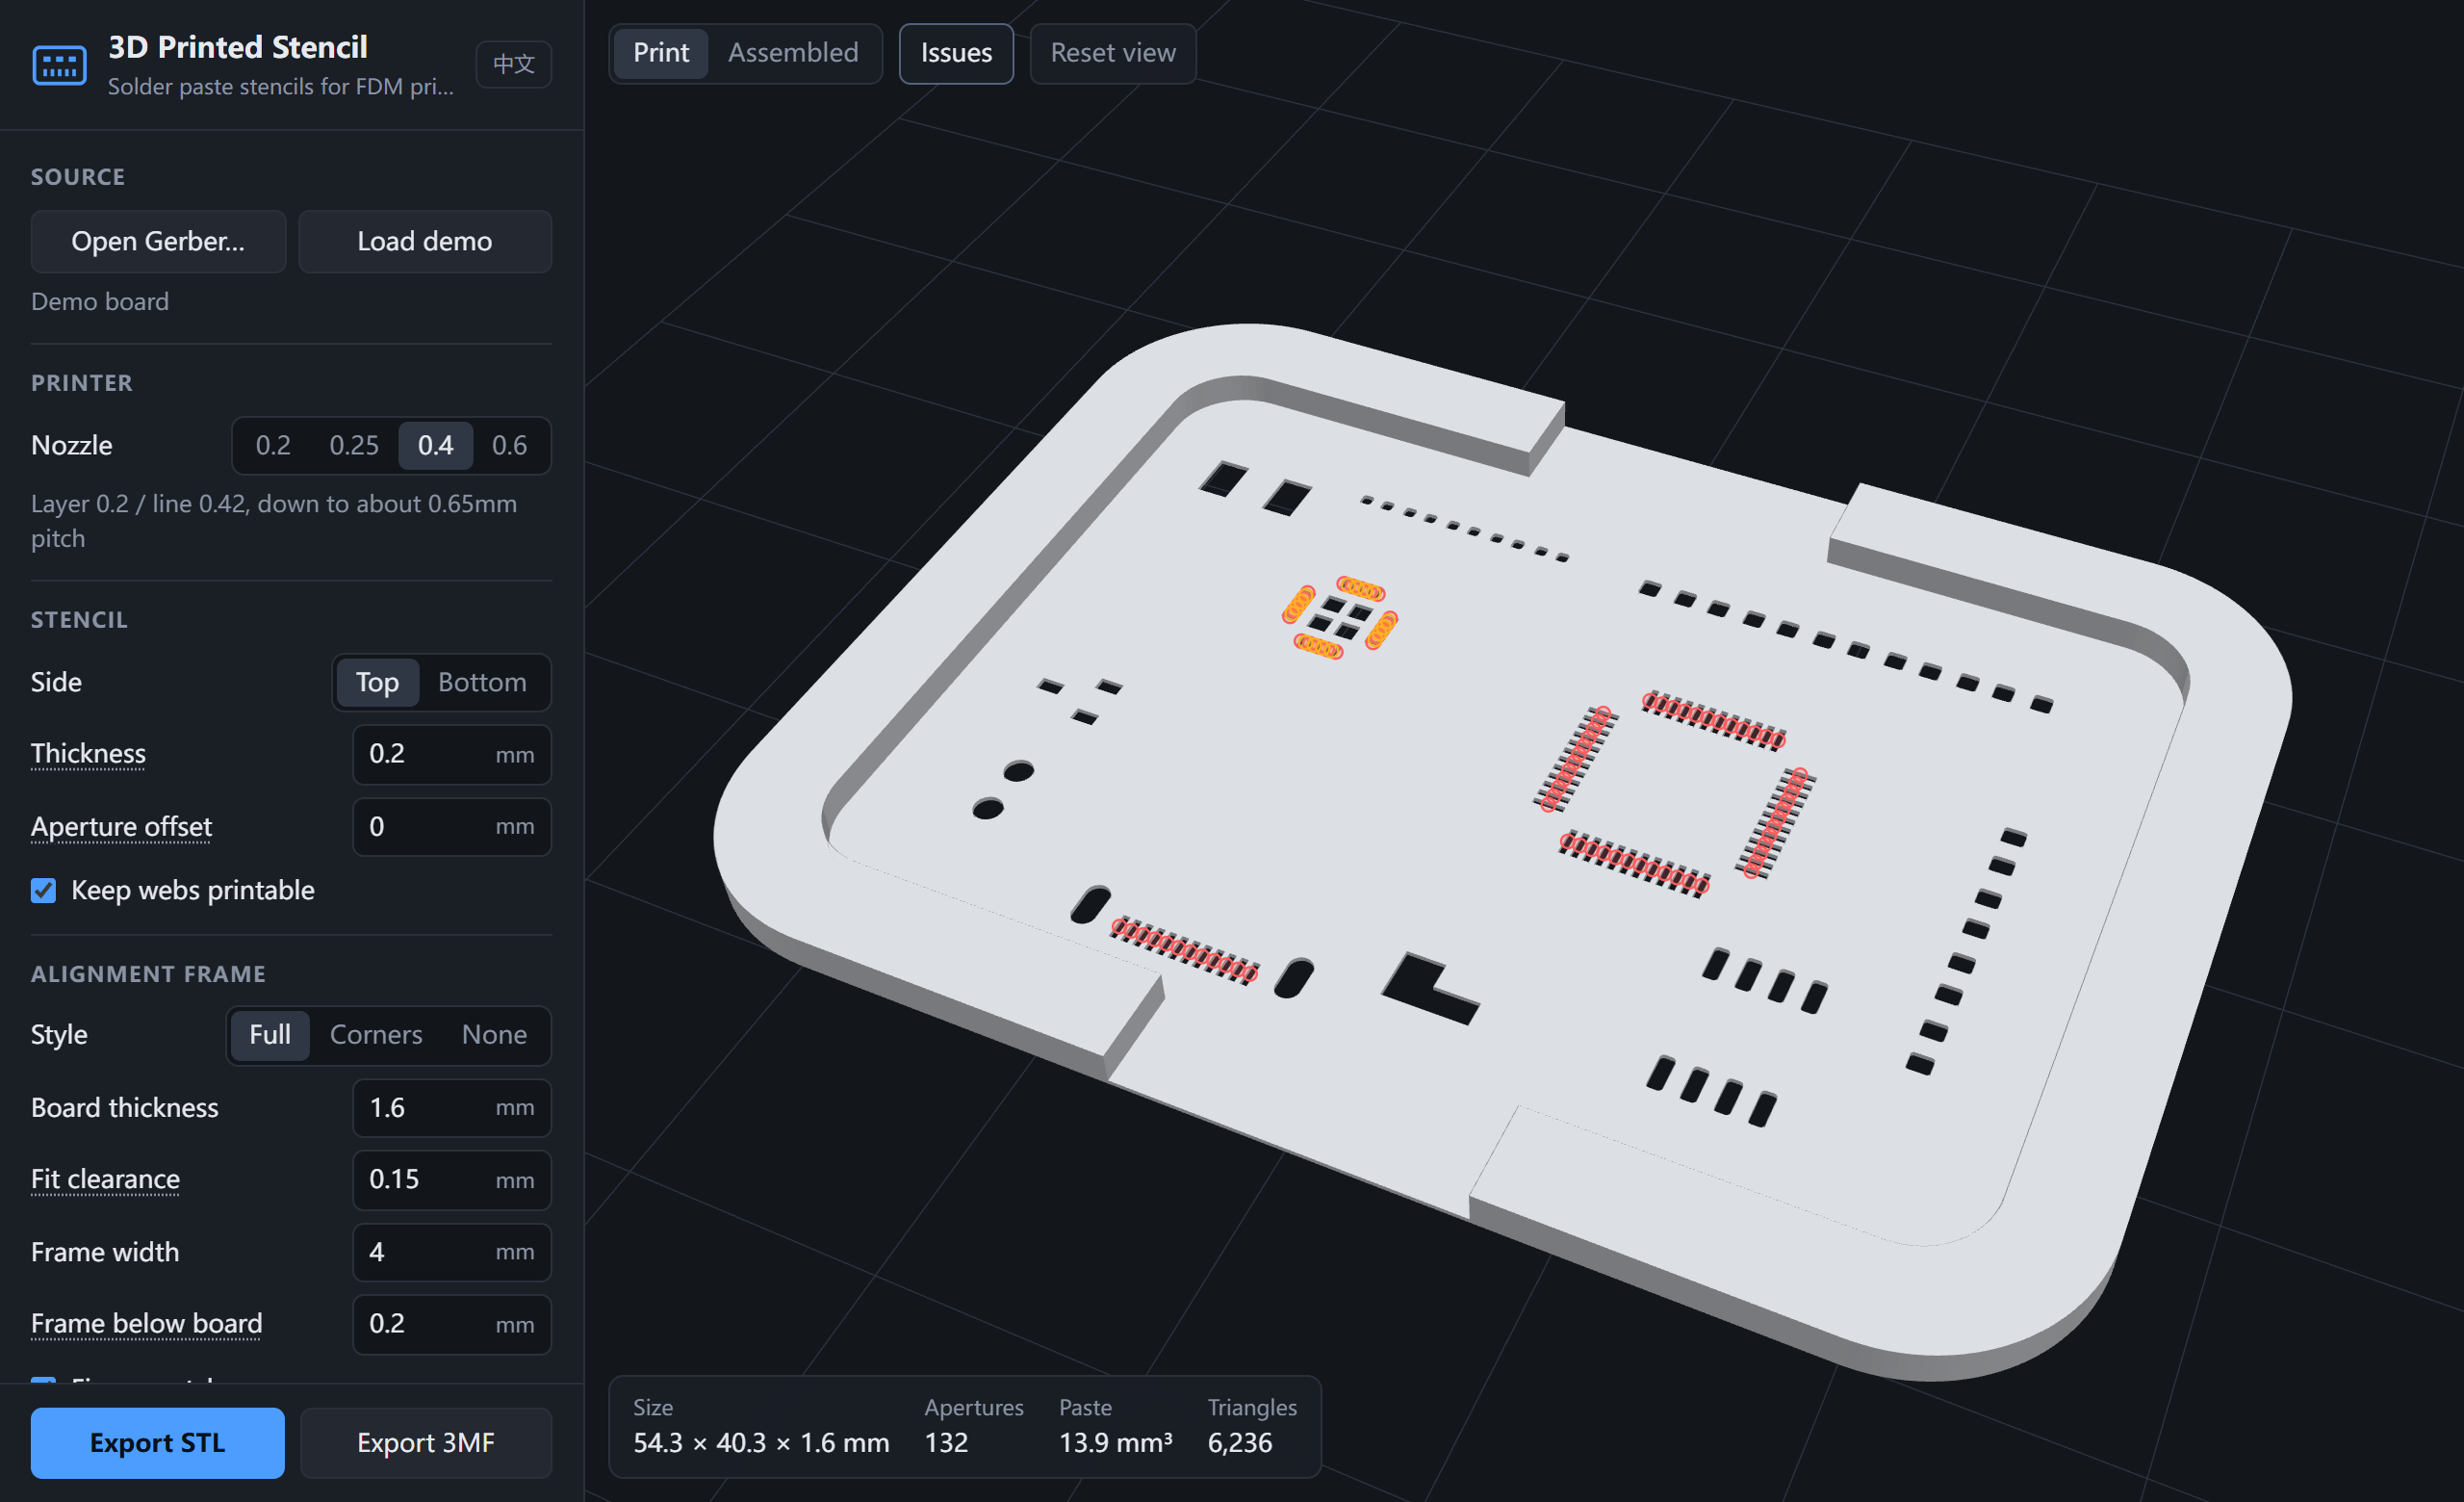 3D Printed Stencil
Solder paste stencils for FDM pri...
中文
Print
Assembled
Issues
Reset view
SOURCE
Open Gerber...
Load demo
Demo board
PRINTER
Nozzle
0.2
0.25
0.4
0.6
Layer 0.2 / line 0.42, down to about 0.65mm
pitch
STENCIL
Side
Top
Bottom
Thickness
0.2 mm
Aperture offset
0 mm
Keep webs printable
ALIGNMENT FRAME
Style
Full
Corners
None
Board thickness
1.6 mm
Fit clearance
0.15 mm
Frame width
4 mm
Frame below board
0.2 mm
Export STL
Export 3MF
Size
54.3 × 40.3 × 1.6 mm
Apertures
132
Paste
13.9 mm³
Triangles
6,236